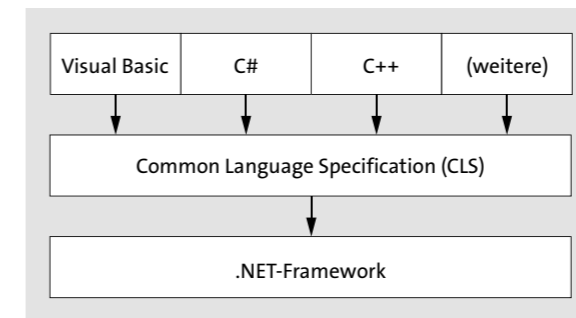 Visual Basic C# C++ (weitere)
Common Language Specification (CLS)
.NET-Framework